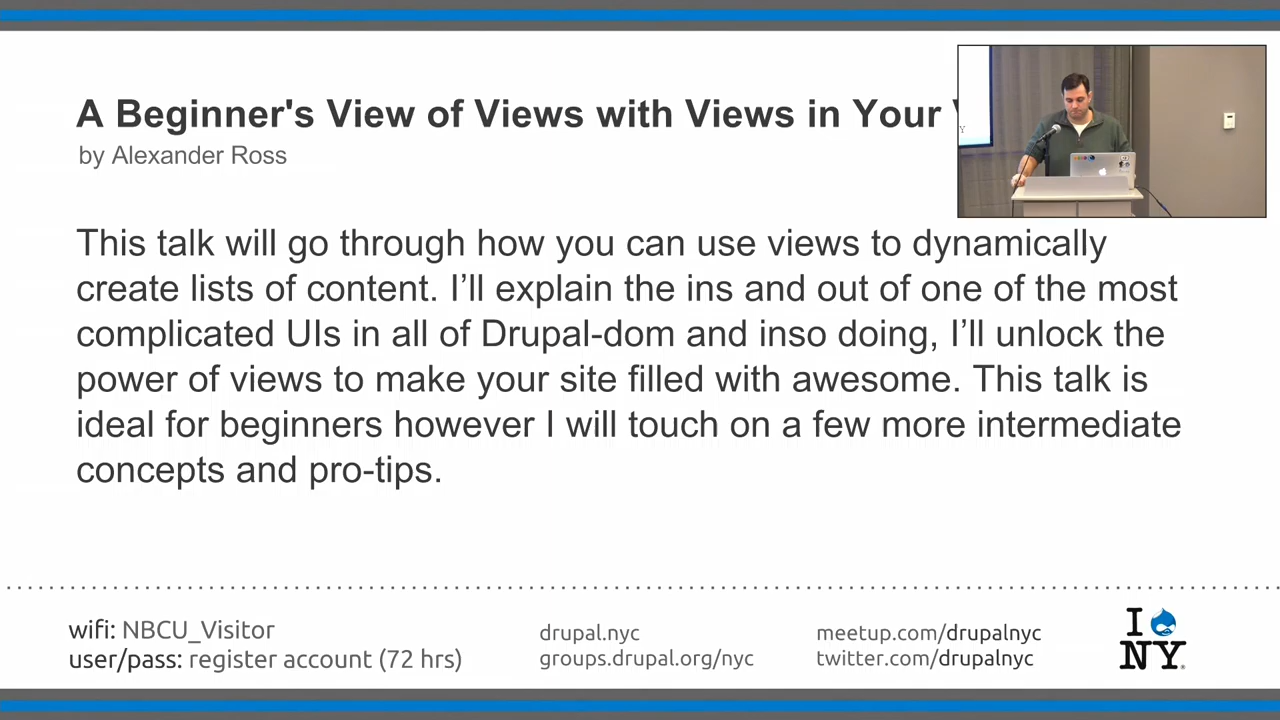 A Beginner's View of Views with Views in Your
by Alexander Ross
This talk will go through how you can use views to dynamically
create lists of content. I’ll explain the ins and out of one of the most
complicated UIs in all of Drupal-dom and inso doing, I’ll unlock the
power of views to make your site filled with awesome. This talk is
ideal for beginners however I will touch on a few more intermediate
concepts and pro-tips.
wifi: NBCU_Visitor
user/pass: register account (72 hrs)
drupal.nyc
groups.drupal.org/nyc
meetup.com/drupalnyc
twitter.com/drupalnyc
I
NY